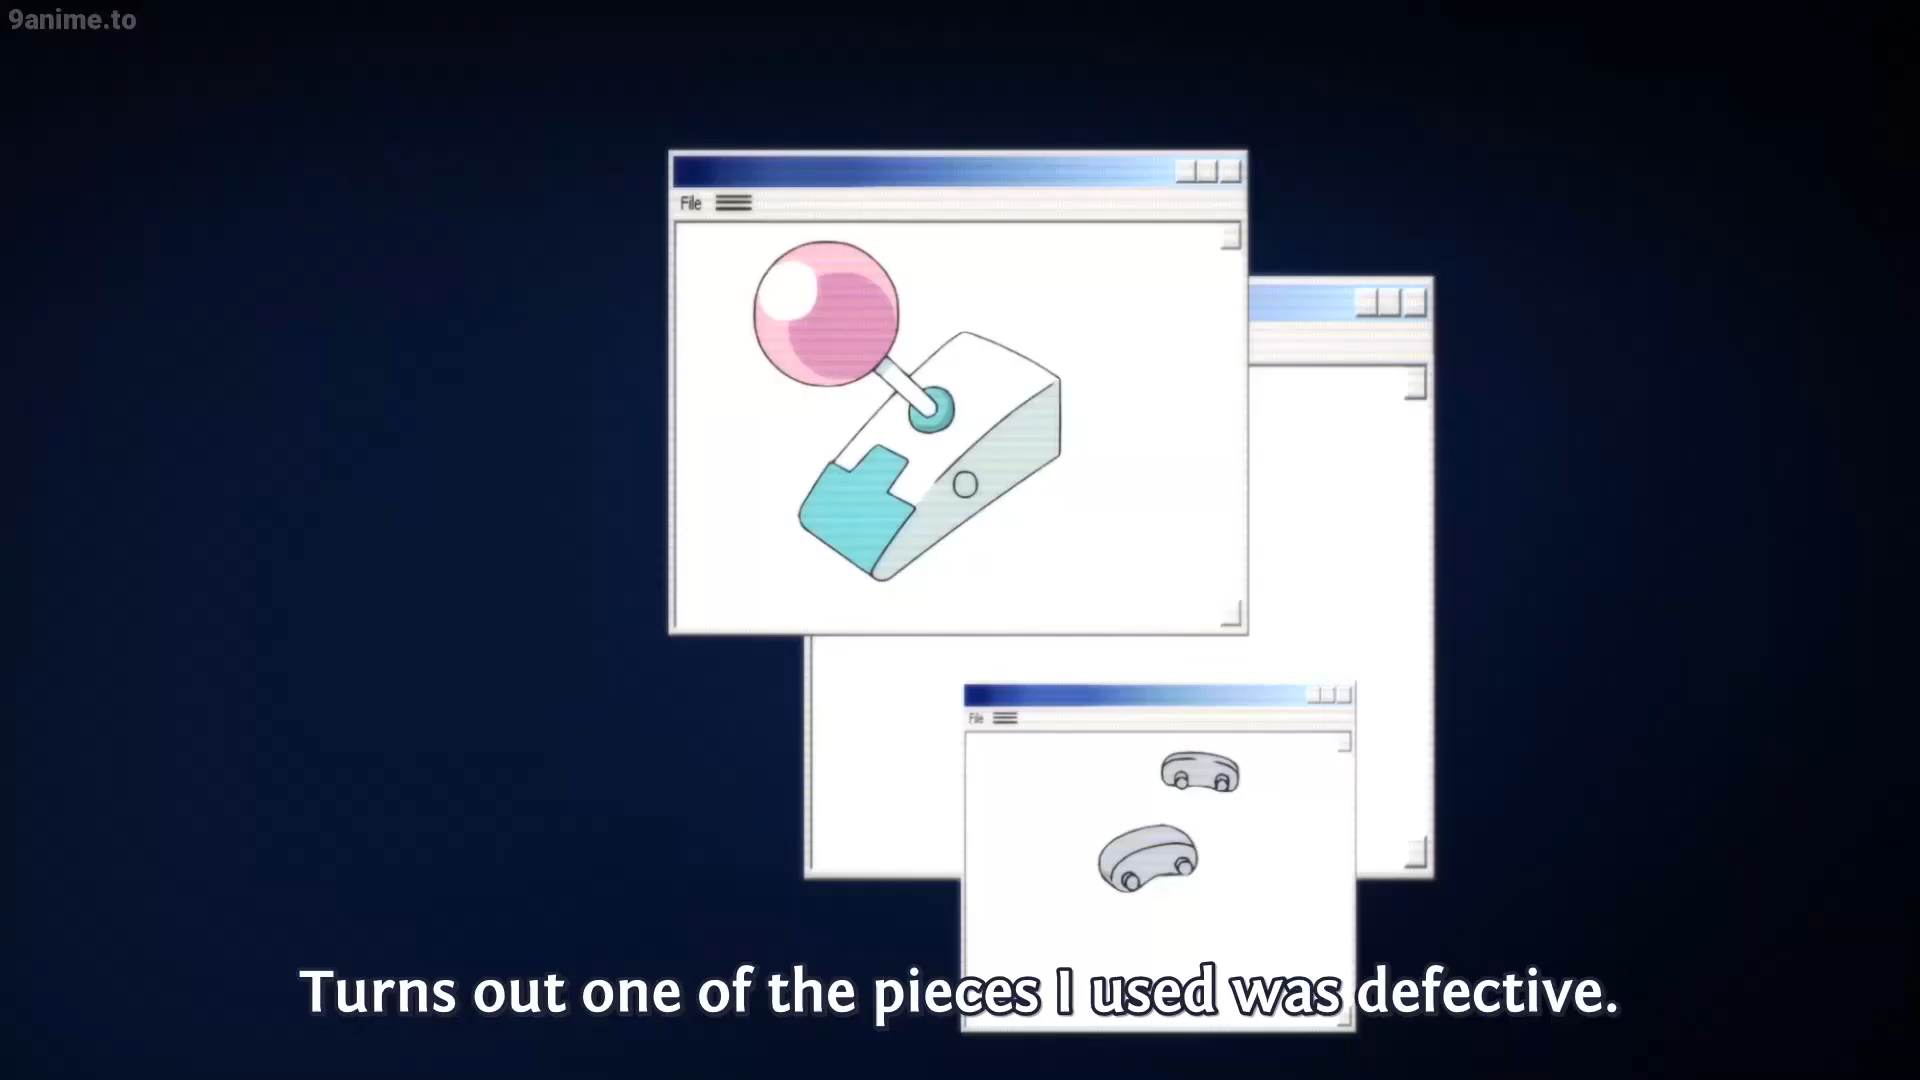 9anime.to
File
File
Turns out one of the pieces I used was defective.